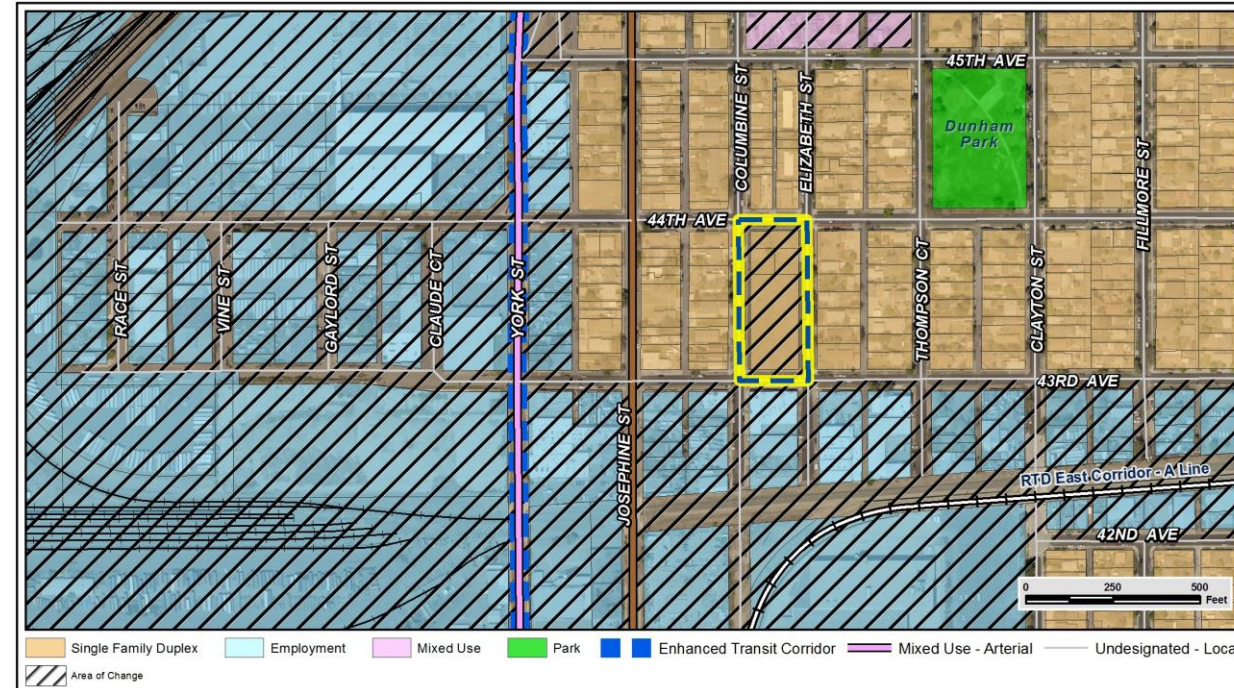 45TH AVE
COLUMBINE ST
ELIZABETH ST
Dunham
Park
44TH AVE
FILLMORE ST
RACE ST
VINE ST
GAYLORD ST
CLAUDE CT
YORK ST
THOMPSON CT
CLAYTON ST
43RD AVE
JOSEPHINE ST
RTD East Corridor - A Line
42ND AVE
0 250 500
Feet
Single Family Duplex Employment Mixed Use Park Enhanced Transit Corridor Mixed Use - Arterial Undesignated - Loca
Area of Change